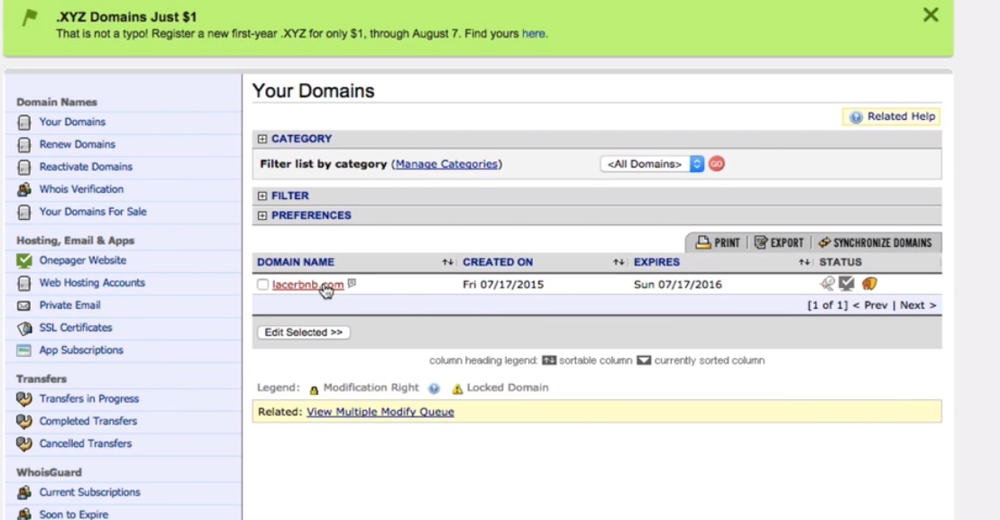 .XYZ Domains Just $1
That is not a typo! Register a new first-year .XYZ for only $1, through August 7. Find yours here.
Domain Names
Your Domains
Renew Domains
Reactivate Domains
Whois Verification
Your Domains For Sale
Hosting, Email & Apps
Onepager Website
Web Hosting Accounts
Private Email
SSL Certificates
App Subscriptions
Transfers
Transfers in Progress
Completed Transfers
Cancelled Transfers
WhoisGuard
Current Subscriptions
Soon to Expire
Your Domains
Related Help
CATEGORY
Filter list by category (Manage Categories) <All Domains> GO
FILTER
PREFERENCES
PRINT | EXPORT | SYNCHRONIZE DOMAINS
DOMAIN NAME CREATED ON EXPIRES STATUS
lacerbnb.com Fri 07/17/2015 Sun 07/17/2016
[1 of 1] < Prev | Next >
Edit Selected >>
column heading legend: sortable column currently sorted column
Legend: Modification Right Locked Domain
Related: View Multiple Modify Queue